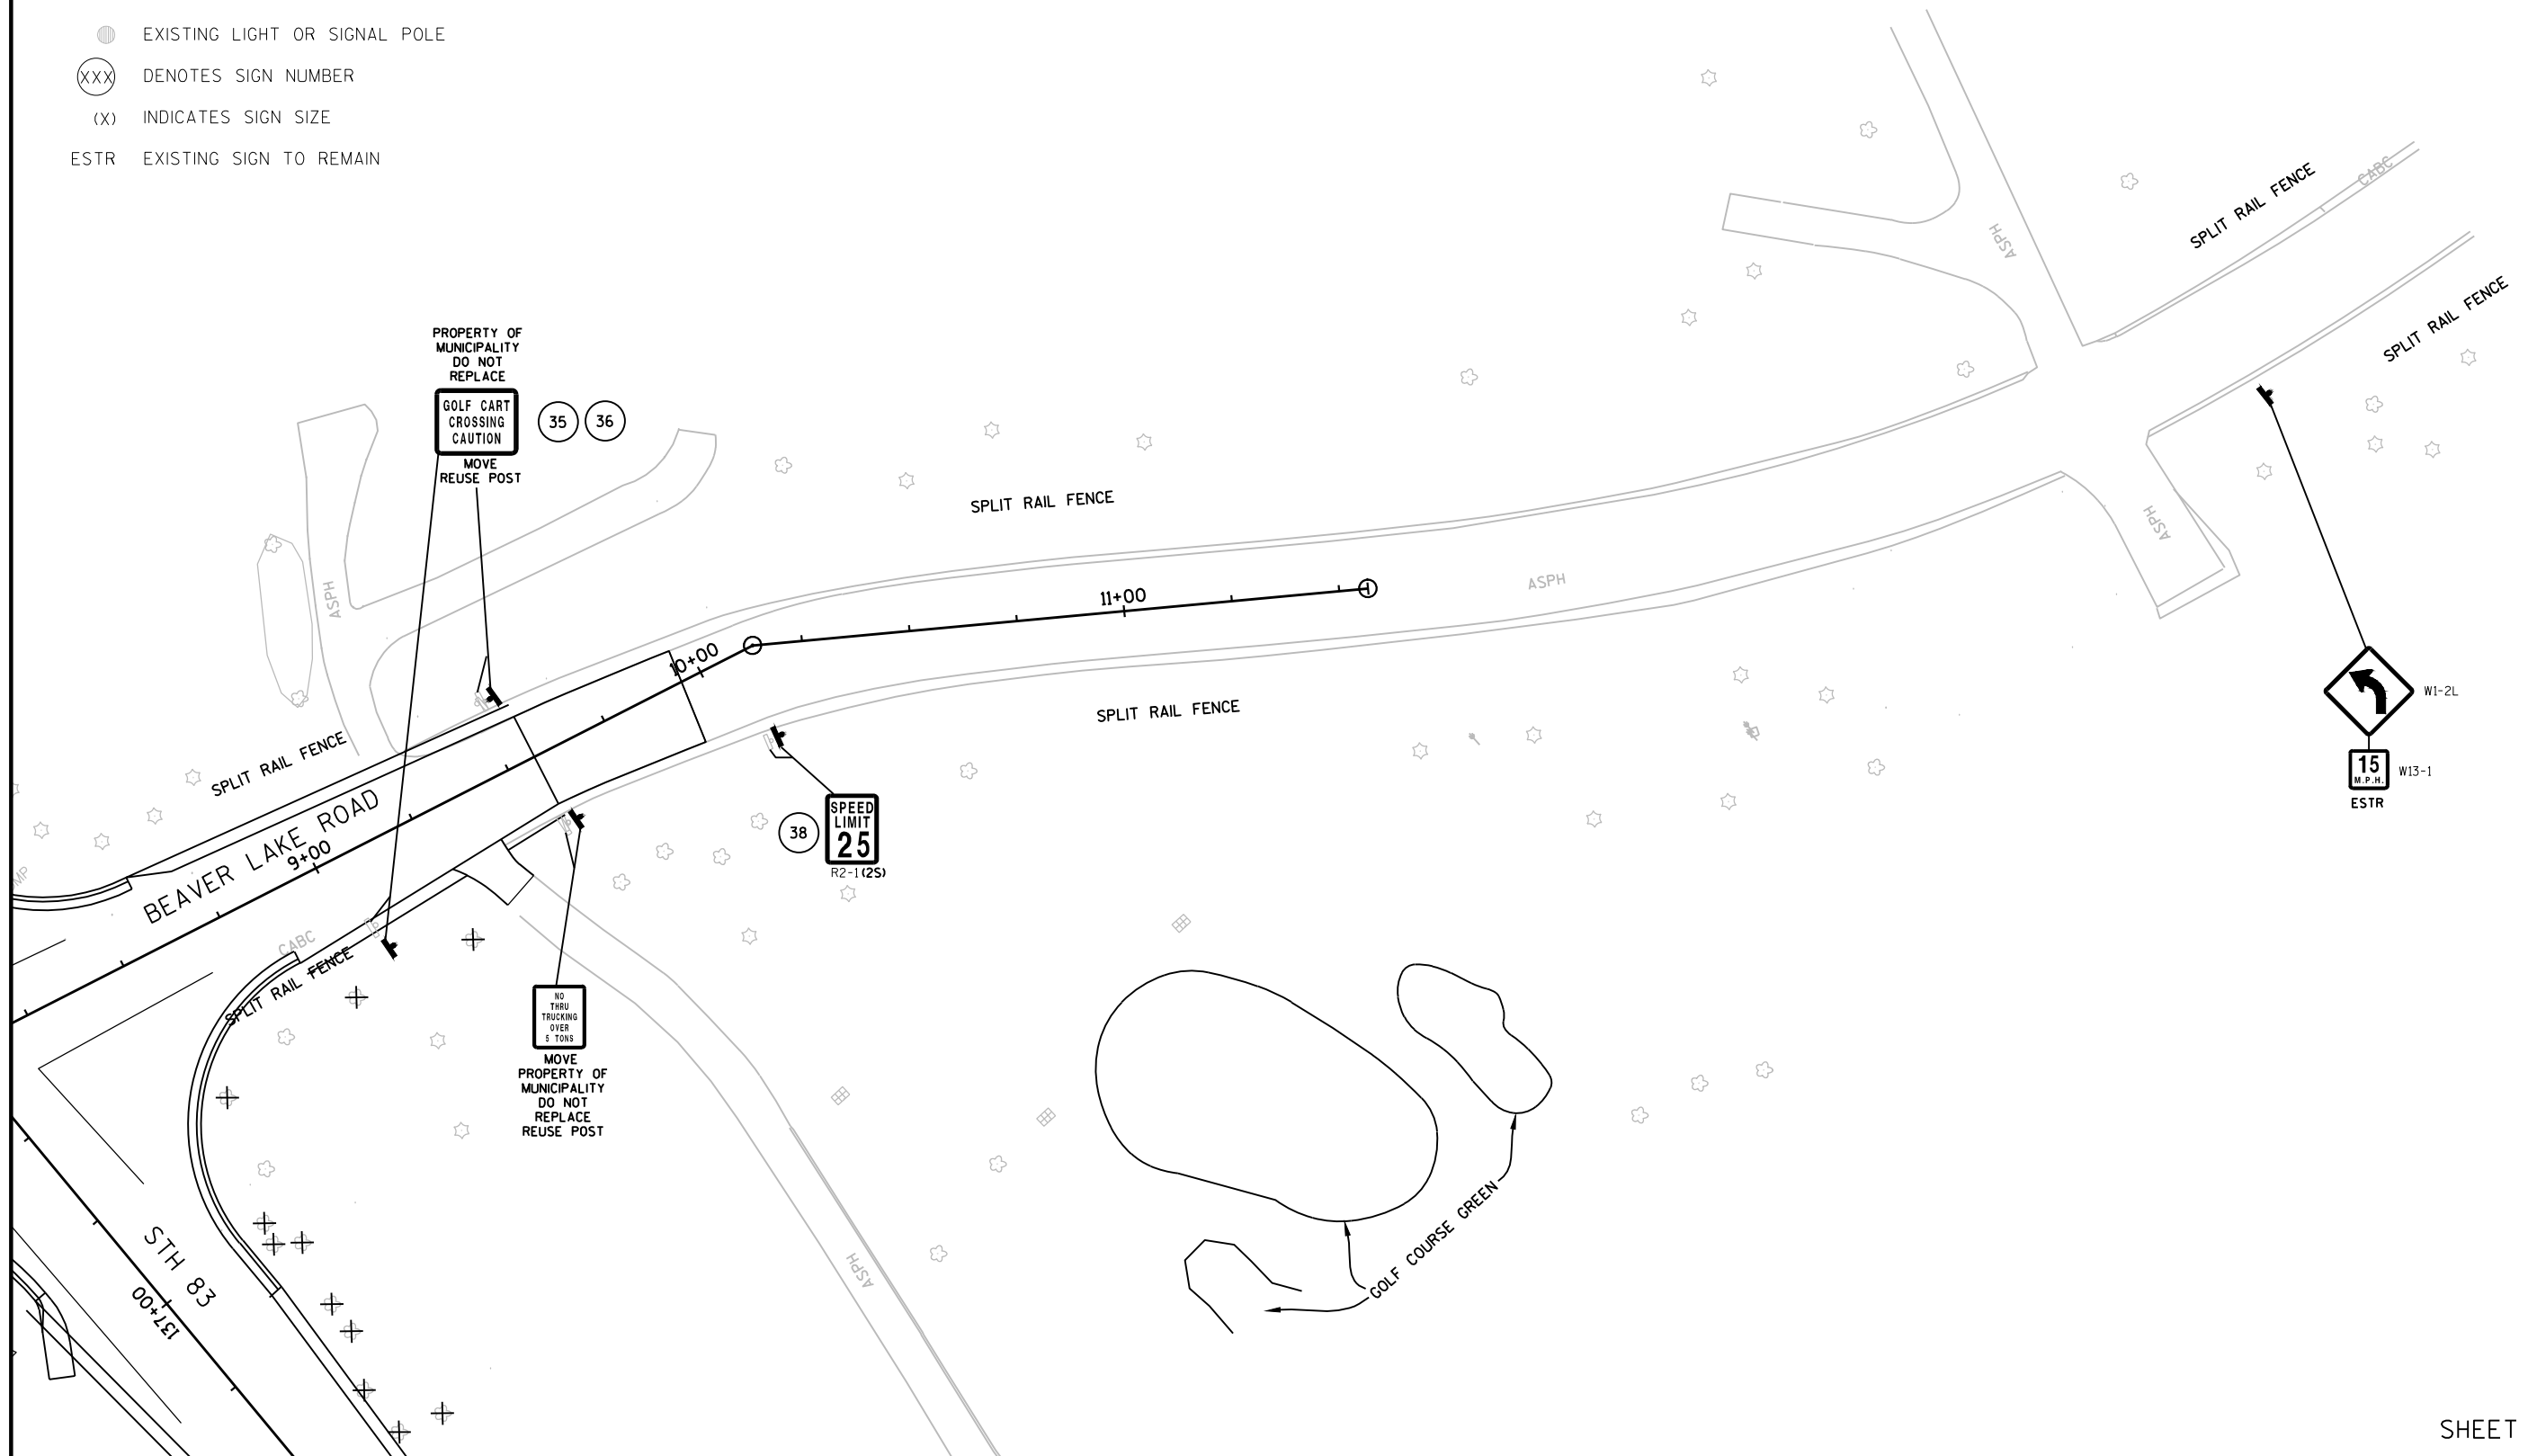 EXISTING LIGHT OR SIGNAL POLE
XXX DENOTES SIGN NUMBER
(X) INDICATES SIGN SIZE
ESTR EXISTING SIGN TO REMAIN
SPLIT RAIL FENCE
CABC
ASPH
SPLIT RAIL FENCE
PROPERTY OF
MUNICIPALITY
DO NOT
REPLACE
GOLF CART
CROSSING
CAUTION
35 36
MOVE
REUSE POST
SPLIT RAIL FENCE
ASPH
ASPH
ASPH
11+00
10+00
SPLIT RAIL FENCE
W1-2L
15
M.P.H.
W13-1
ESTR
SPLIT RAIL FENCE
BEAVER LAKE ROAD
9+00
MP
38
SPEED
LIMIT
25
R2-1(2S)
CABC
SPLIT RAIL FENCE
NO
THRU
TRUCKING
OVER
5 TONS
MOVE
PROPERTY OF
MUNICIPALITY
DO NOT
REPLACE
REUSE POST
GOLF COURSE GREEN
ASPH
STH 83
137+00
SHEET